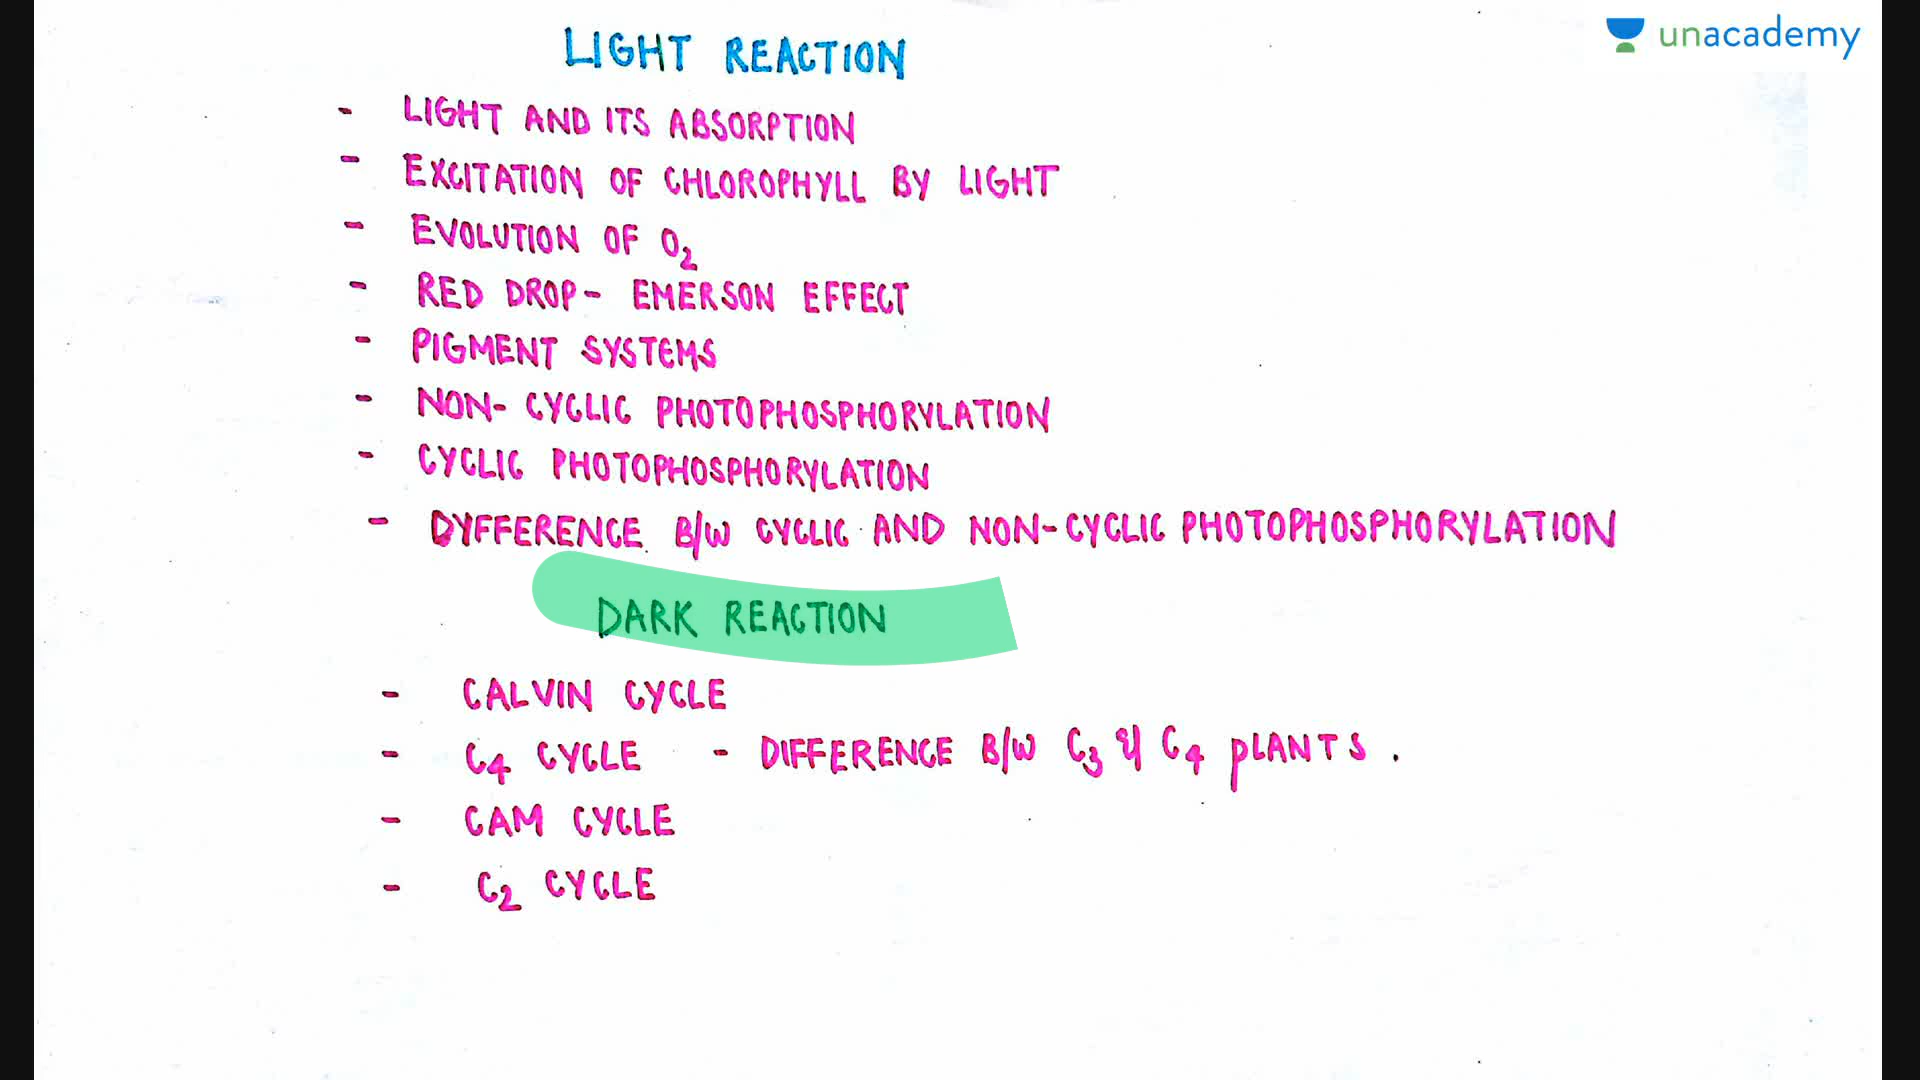 LIGHT REACTION
unacademy
- LIGHT AND ITS ABSORPTION
- EXCITATION OF CHLOROPHYLL BY LIGHT
- EVOLUTION OF O₂
- RED DROP- EMERSON EFFECT
- PIGMENT SYSTEMS
- NON- CYCLIC PHOTOPHOSPHORYLATION
- CYCLIC PHOTOPHOSPHORYLATION
- DYFFERENCE B/W CYCLIC AND NON-CYCLIC PHOTOPHOSPHORYLATION
DARK REACTION
- CALVIN CYCLE
- C₄ CYCLE - DIFFERENCE B/W C₃ & C₄ PLANTS.
- CAM CYCLE
- C₂ CYCLE